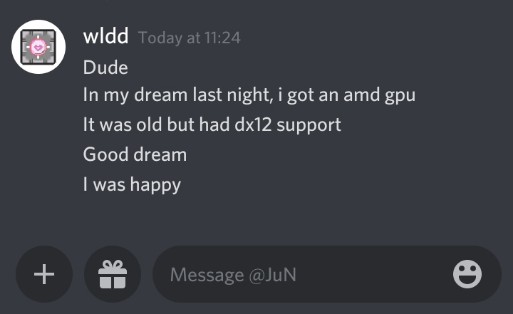 wldd Today at 11:24
Dude
In my dream last night, i got an amd gpu
It was old but had dx12 support
Good dream
I was happy
Message @JuN